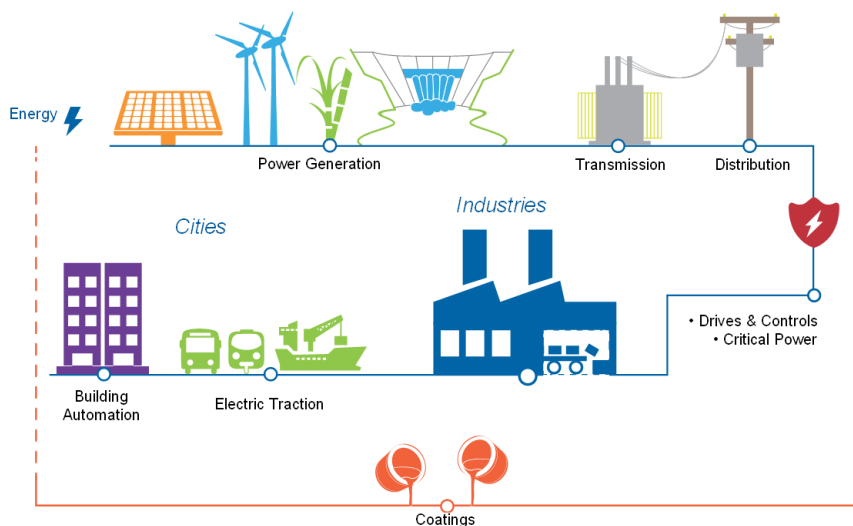 Energy
Power Generation
Transmission
Distribution
Cities
Industries
• Drives & Controls
• Critical Power
Building
Automation
Electric Traction
Coatings